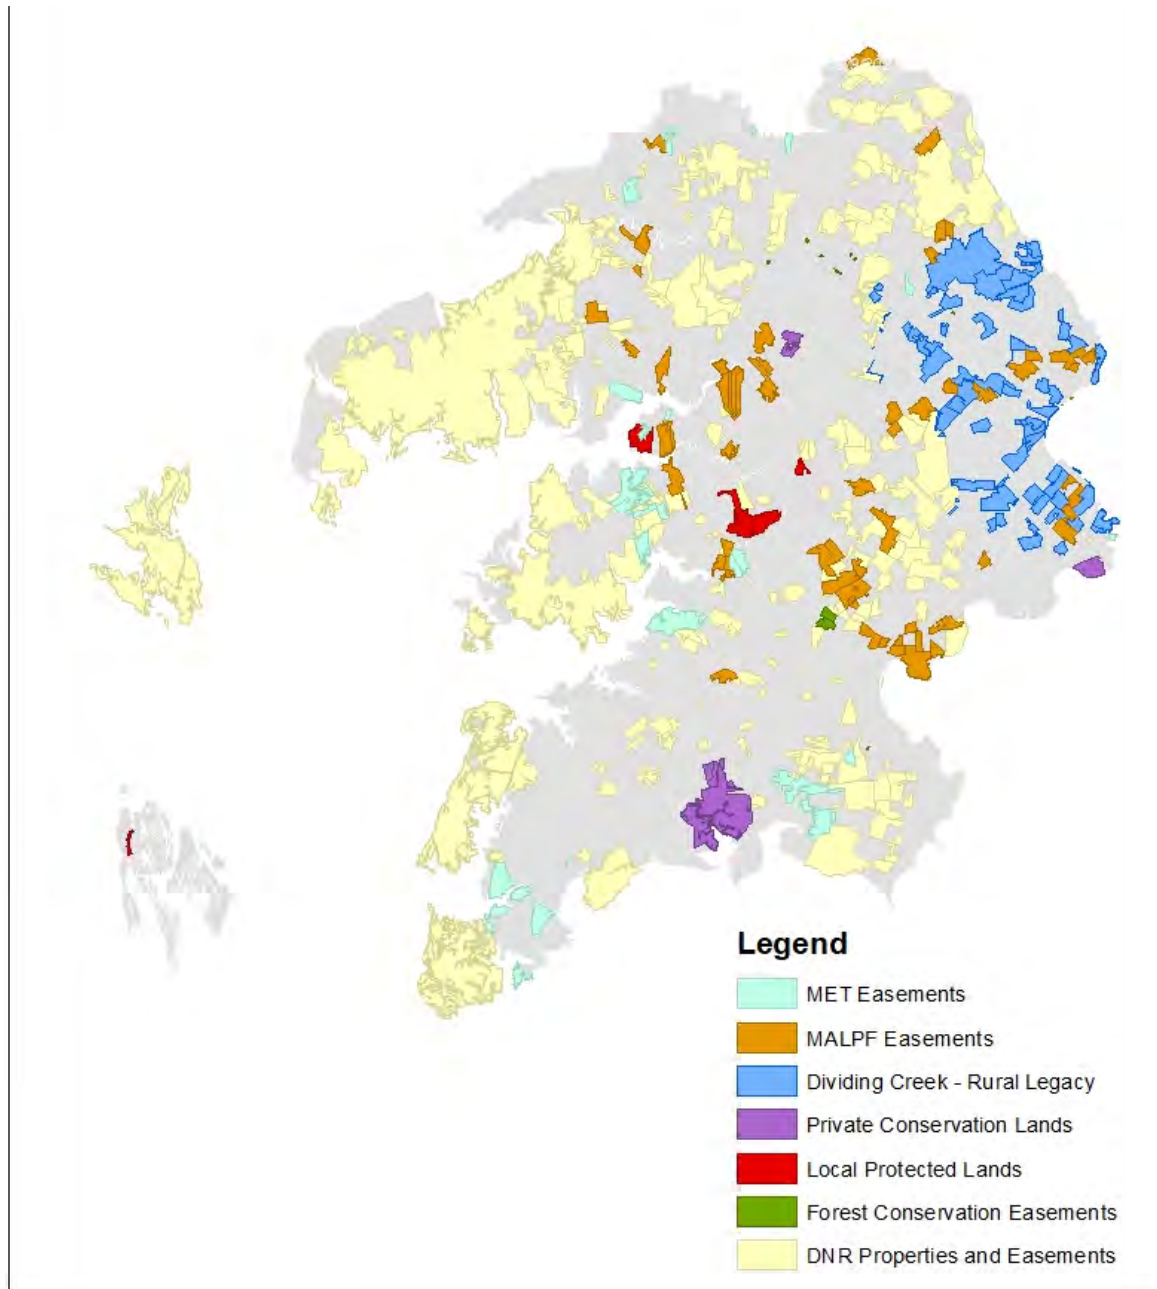 Legend
MET Easements
MALPF Easements
Dividing Creek - Rural Legacy
Private Conservation Lands
Local Protected Lands
Forest Conservation Easements
DNR Properties and Easements